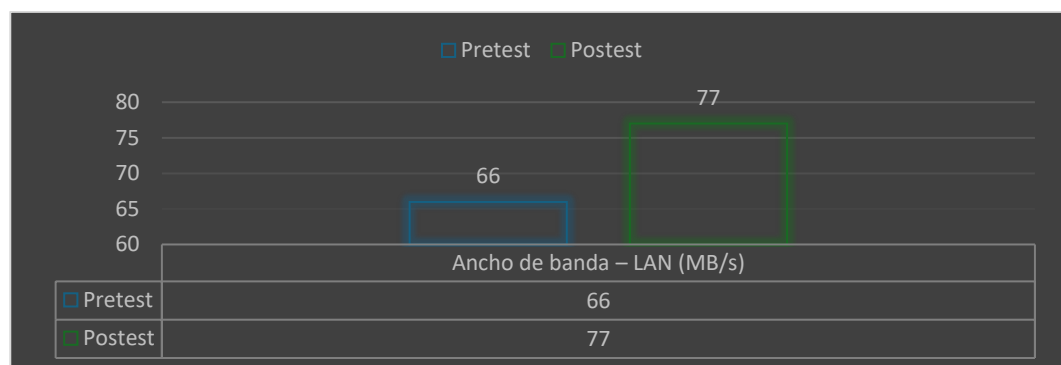 Pretest Postest
80
77
75
70
66
65
60
Ancho de banda – LAN (MB/s)
Pretest 66
Postest 77